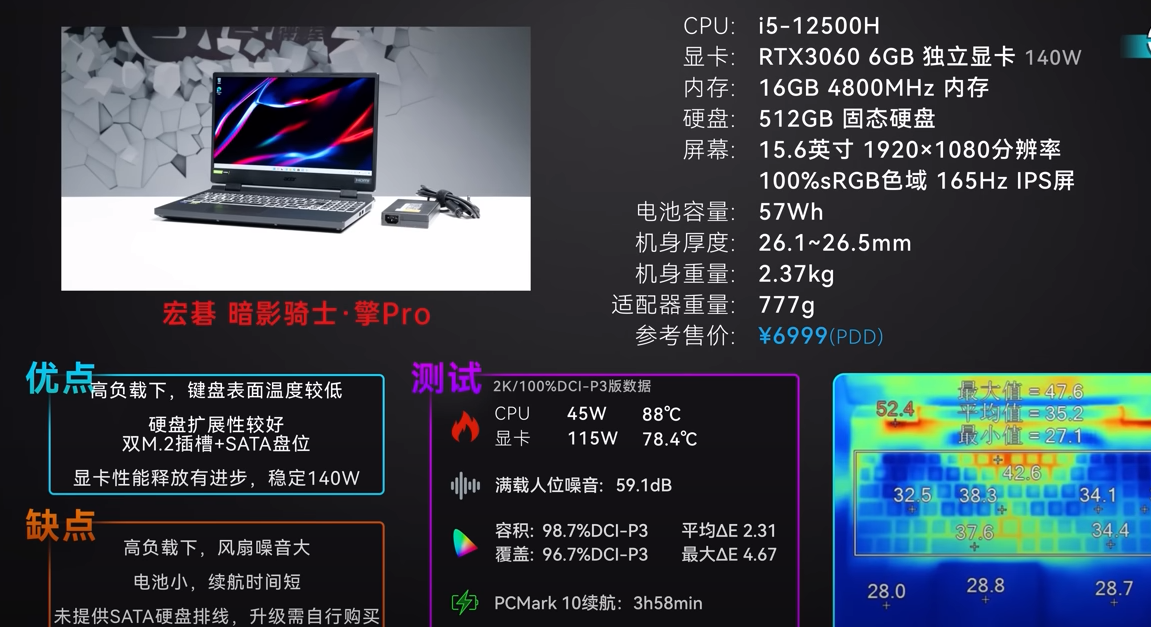 CPU: i5-12500H
显卡: RTX3060 6GB 独立显卡 140W
内存: 16GB 4800MHz 内存
硬盘: 512GB 固态硬盘
屏幕: 15.6英寸 1920×1080分辨率
100%sRGB色域 165Hz IPS屏
电池容量: 57Wh
机身厚度: 26.1~26.5mm
机身重量: 2.37kg
适配器重量: 777g
参考售价: ¥6999(PDD)
宏碁 暗影骑士·擎Pro
优点
高负载下，键盘表面温度较低
硬盘扩展性较好
双M.2插槽+SATA盘位
显卡性能释放有进步，稳定140W
缺点
高负载下，风扇噪音大
电池小，续航时间短
未提供SATA硬盘排线，升级需自行购买
测试
2K/100%DCI-P3版数据
CPU 45W 88℃
显卡 115W 78.4℃
满载人位噪音: 59.1dB
容积: 98.7%DCI-P3 平均ΔE 2.31
覆盖: 96.7%DCI-P3 最大ΔE 4.67
PCMark 10续航: 3h58min
最大值 = 47.6
52.4 平均值 = 35.2
最小值 = 27.1
42.6
32.5 38.3 34.1
37.6 34.4
28.0 28.8 28.7